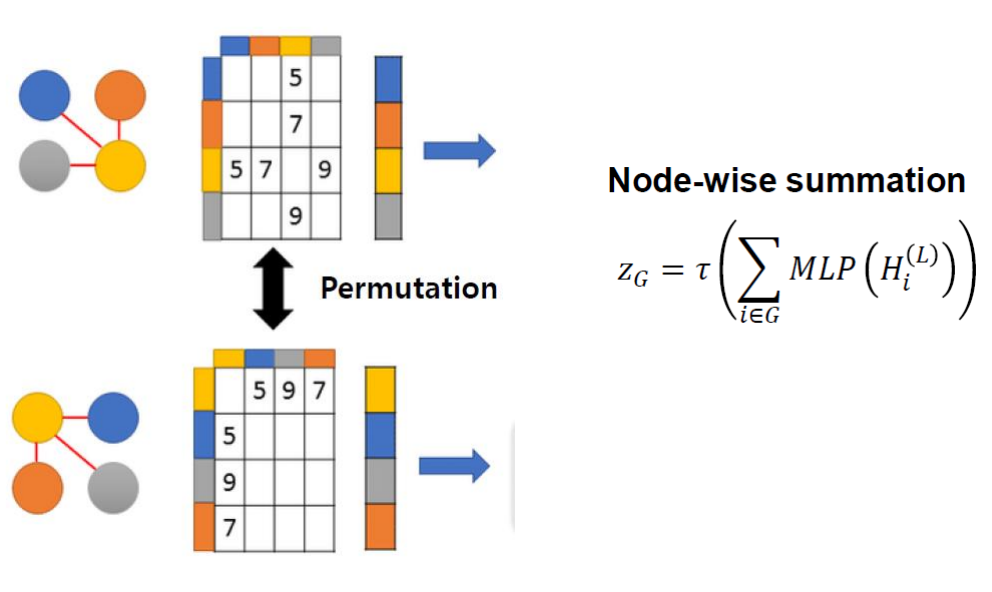 5
7
5 7 9
9
Permutation
5 9 7
5
9
7
Node-wise summation
z_G = τ(∑_{i∈G} MLP(H_i^{(L)}))